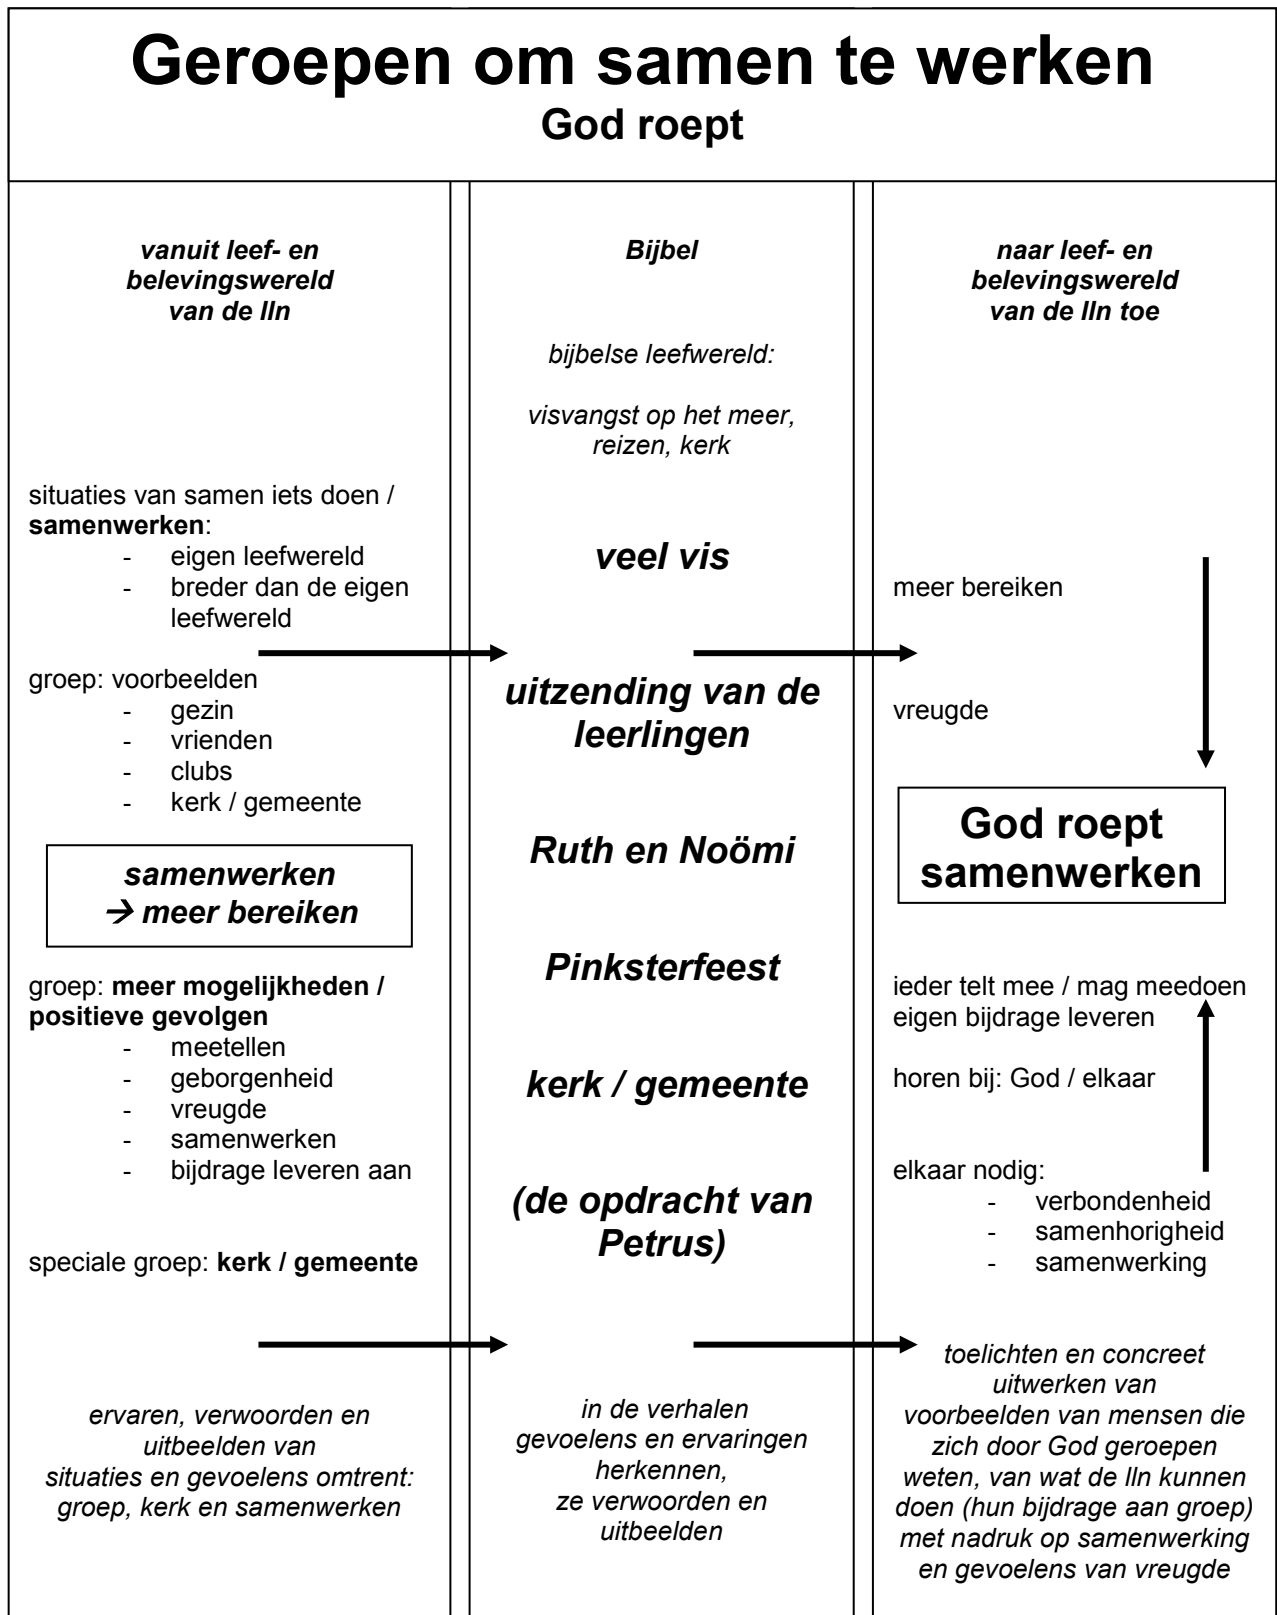 Geroepen om samen te werken
God roept
vanuit leef- en
belevingswereld
van de lln
situaties van samen iets doen /
samenwerken:
- eigen leefwereld
- breder dan de eigen
leefwereld
groep: voorbeelden
- gezin
- vrienden
- clubs
- kerk / gemeente
samenwerken
→ meer bereiken
groep: meer mogelijkheden /
positieve gevolgen
- meetellen
- geborgenheid
- vreugde
- samenwerken
- bijdrage leveren aan
speciale groep: kerk / gemeente
ervaren, verwoorden en
uitbeelden van
situaties en gevoelens omtrent:
groep, kerk en samenwerken
Bijbel
bijbelse leefwereld:
visvangst op het meer,
reizen, kerk
veel vis
uitzending van de
leerlingen
Ruth en Noömi
Pinksterfeest
kerk / gemeente
(de opdracht van
Petrus)
in de verhalen
gevoelens en ervaringen
herkennen,
ze verwoorden en
uitbeelden
naar leef- en
belevingswereld
van de lln toe
meer bereiken
vreugde
God roept
samenwerken
ieder telt mee / mag meedoen
eigen bijdrage leveren
horen bij: God / elkaar
elkaar nodig:
- verbondenheid
- samenhorigheid
- samenwerking
toelichten en concreet
uitwerken van
voorbeelden van mensen die
zich door God geroepen
weten, van wat de lln kunnen
doen (hun bijdrage aan groep)
met nadruk op samenwerking
en gevoelens van vreugde